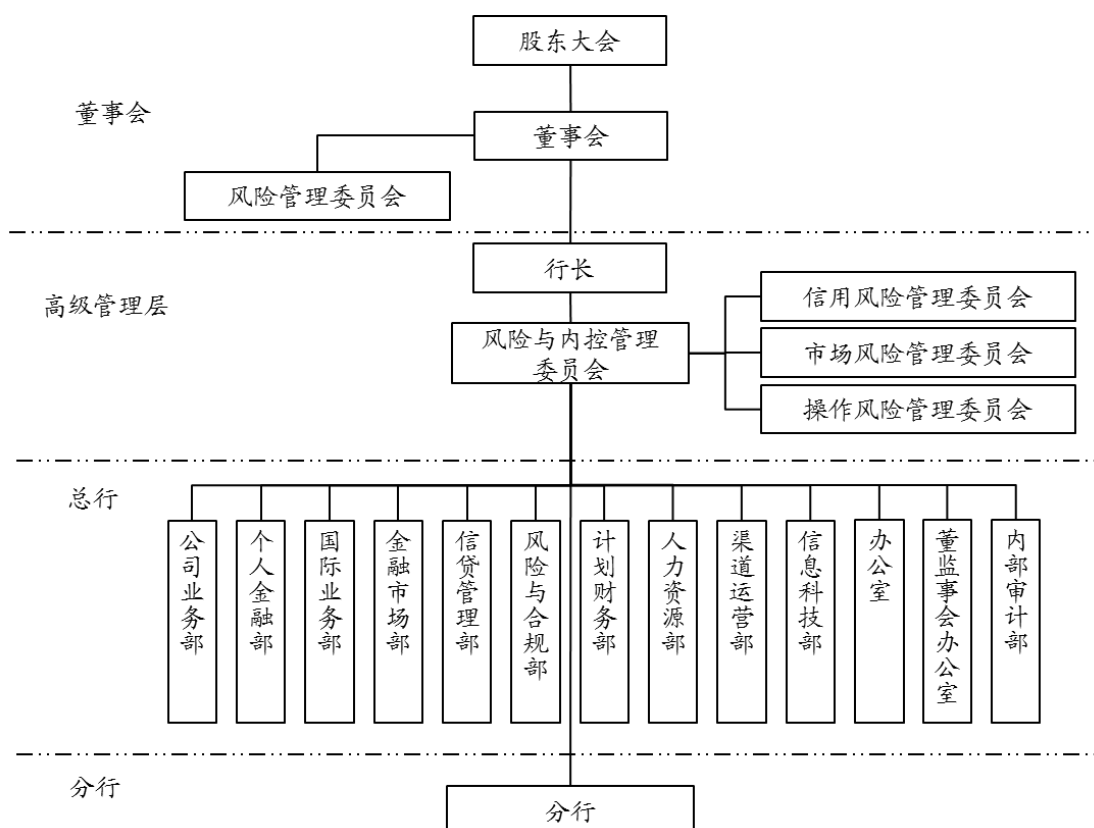 股东大会
董事会
董事会
风险管理委员会
行长
高级管理层
信用风险管理委员会
风险与内控管理
委员会
市场风险管理委员会
操作风险管理委员会
总行
公司业务部
个人金融部
国际业务部
金融市场部
信贷管理部
风险与合规部
计划财务部
人力资源部
渠道运营部
信息科技部
办公室
董监事会办公室
内部审计部
分行
分行